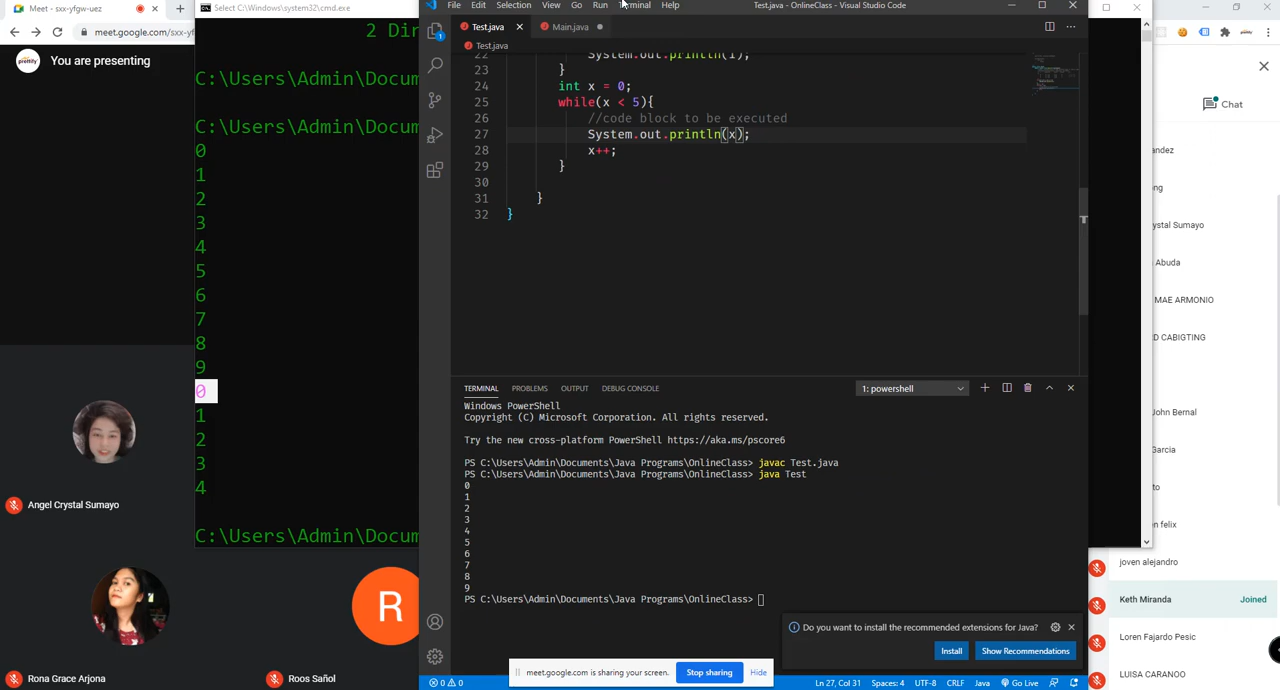 Meet - sxx-yfgw-uez
meet.google.com/sxx-yf
prettify
You are presenting
Angel Crystal Sumayo
Rona Grace Arjona
R
Roos Sañol
Select C:\Windows\system32\cmd.exe
2 Dir
C:\Users\Admin\Docum
C:\Users\Admin\Docum
0
1
2
3
4
5
6
7
8
9
0
1
2
3
4
C:\Users\Admin\Docum
File Edit Selection View Go Run Terminal Help
Test.java - OnlineClass - Visual Studio Code
Test.java
Main.java
Test.java
1
22 System.out.println(i);
23 }
24 int x = 0;
25 while(x < 5){
26 //code block to be executed
27 System.out.println(x);
28 x++;
29 }
30
31 }
32 }
TERMINAL PROBLEMS OUTPUT DEBUG CONSOLE
1: powershell
Windows PowerShell
Copyright (C) Microsoft Corporation. All rights reserved.
Try the new cross-platform PowerShell https://aka.ms/pscore6
PS C:\Users\Admin\Documents\Java Programs\OnlineClass> javac Test.java
PS C:\Users\Admin\Documents\Java Programs\OnlineClass> java Test
0
1
2
3
4
5
6
7
8
9
PS C:\Users\Admin\Documents\Java Programs\OnlineClass>
Do you want to install the recommended extensions for Java?
Install
Show Recommendations
meet.google.com is sharing your screen.
Stop sharing
Hide
0 0
Ln 27, Col 31 Spaces: 4 UTF-8 CRLF Java Go Live
Chat
andez
ong
ystal Sumayo
Abuda
MAE ARMONIO
D CABIGTING
John Bernal
Garcia
to
en felix
joven alejandro
Keth Miranda Joined
Loren Fajardo Pesic
LUISA CARANOO